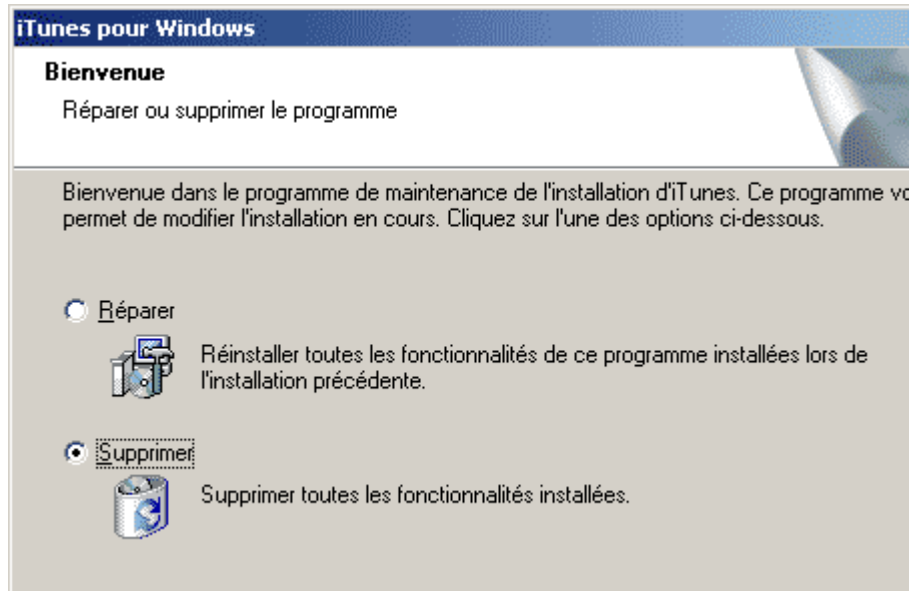 iTunes pour Windows
Bienvenue
Réparer ou supprimer le programme
Bienvenue dans le programme de maintenance de l'installation d'iTunes. Ce programme
permet de modifier l'installation en cours. Cliquez sur l'une des options ci-dessous.
Réparer
Réinstaller toutes les fonctionnalités de ce programme installées lors de
l'installation précédente.
Supprimer
Supprimer toutes les fonctionnalités installées.